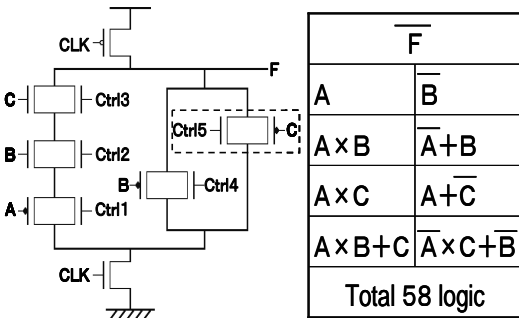 CLK
F
C Ctrl3
Ctrl5 C
B Ctrl2
B Ctrl4
A Ctrl1
CLK
F̅
A B̅
A×B A̅+B
A×C A+C̅
A×B+C A̅×C+B̅
Total 58 logic